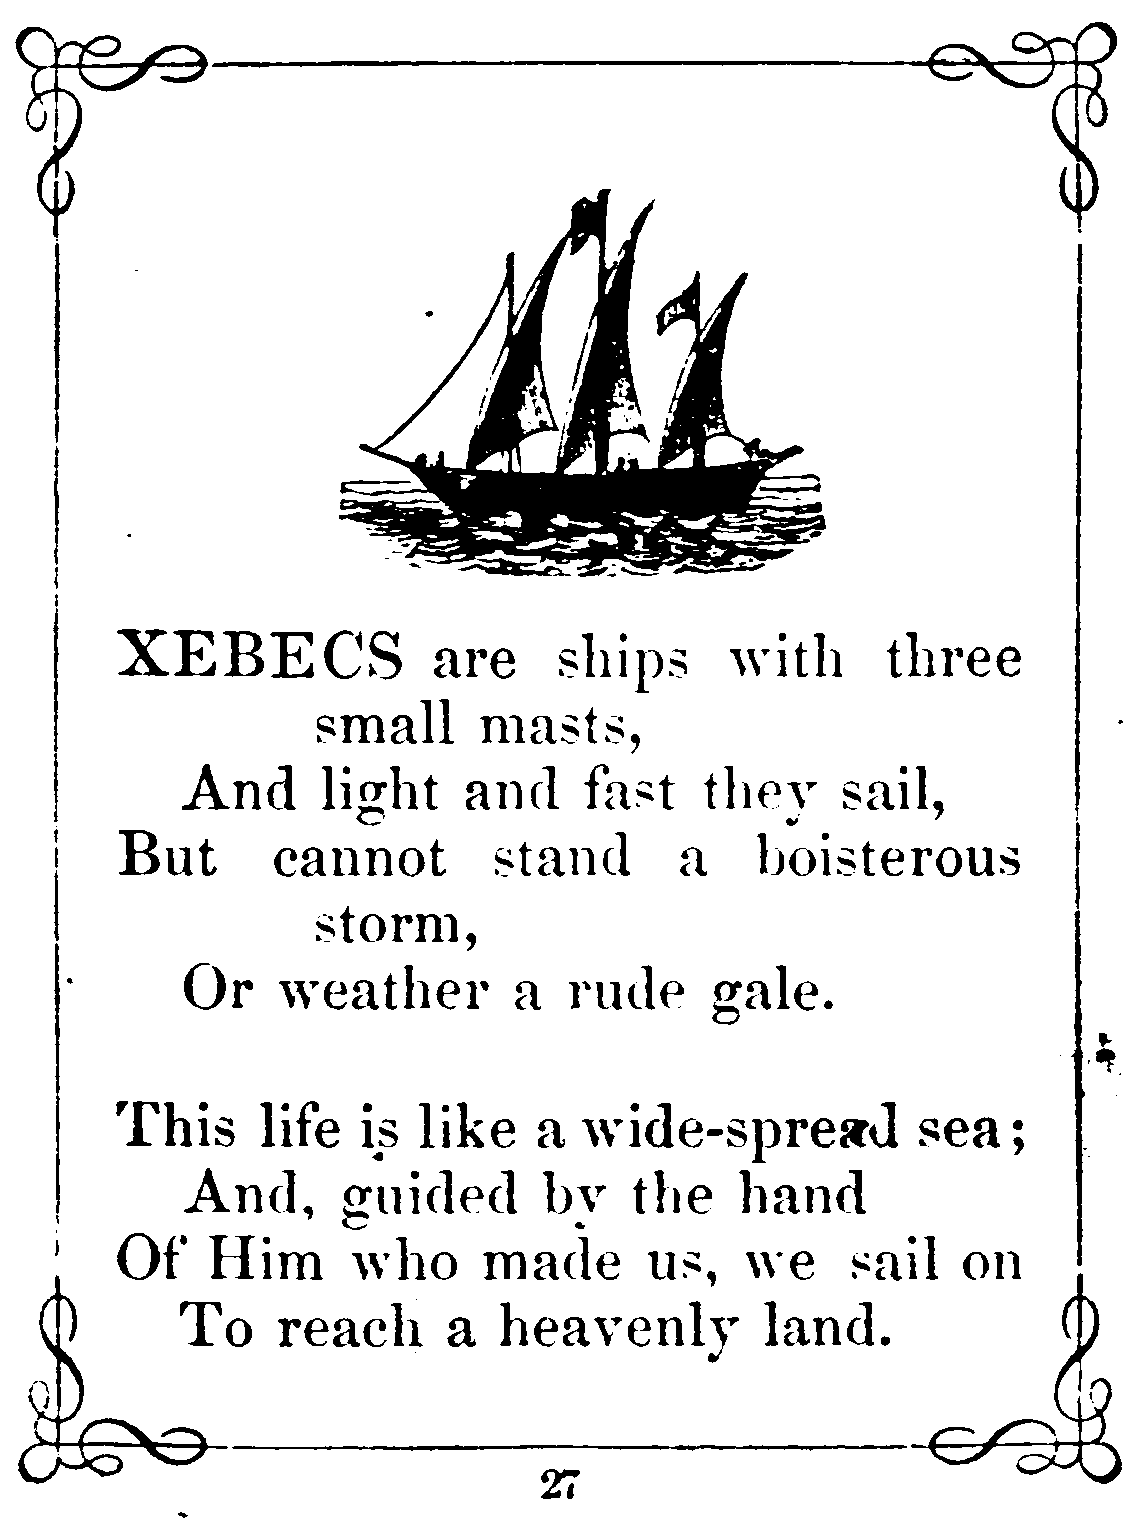 XEBECS are ships with three
small masts,
And light and fast they sail,
But cannot stand a boisterous
storm,
Or weather a rude gale.
This life is like a wide-spread sea;
And, guided by the hand
Of Him who made us, we sail on
To reach a heavenly land.
27